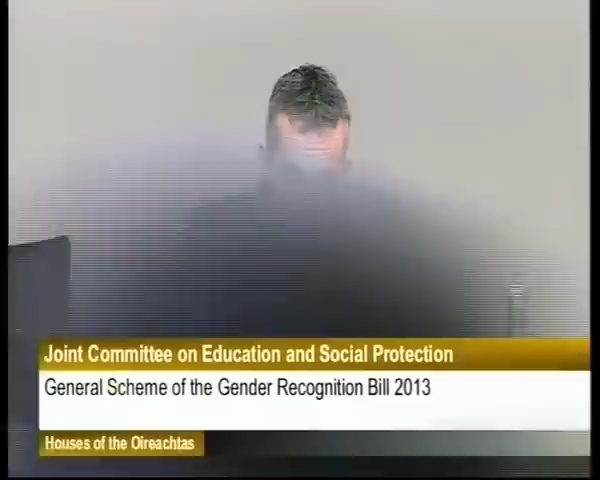 Joint Committee on Education and Social Protection
General Scheme of the Gender Recognition Bill 2013
Houses of the Oireachtas